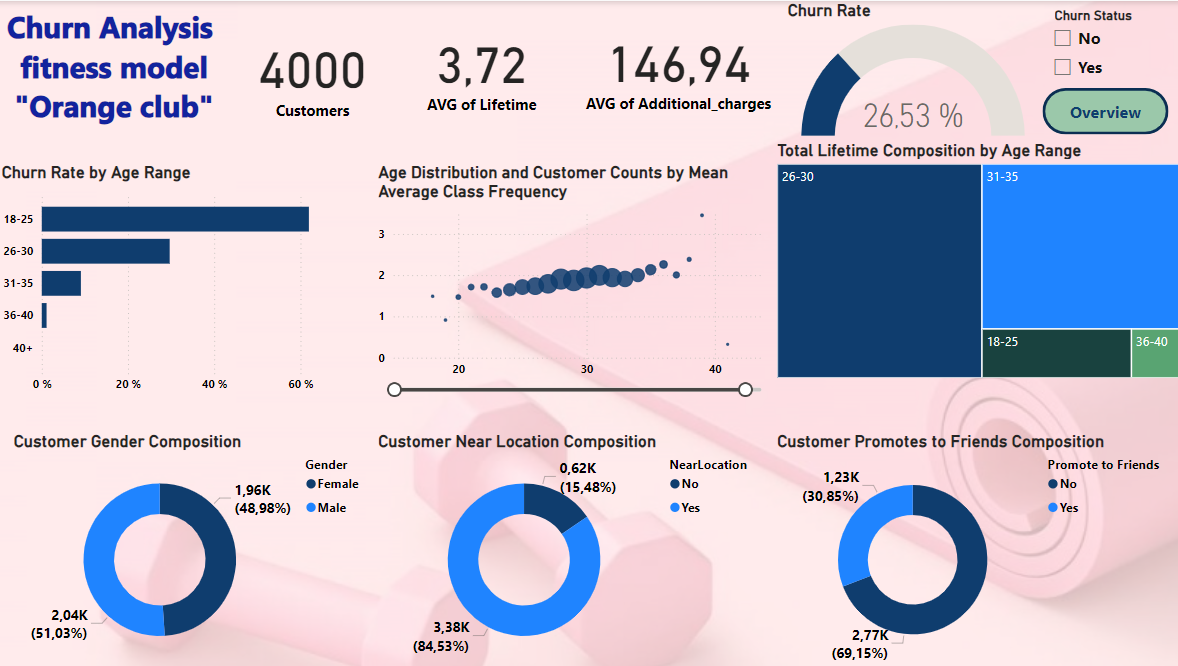 Churn Analysis
fitness model
"Orange club"
4000
Customers
3,72
AVG of Lifetime
146,94
AVG of Additional_charges
Churn Rate
26,53 %
Churn Status
No
Yes
Overview
Churn Rate by Age Range
18-25
26-30
31-35
36-40
40+
0 %
20 %
40 %
60 %
Age Distribution and Customer Counts by Mean
Average Class Frequency
3
2
1
0
20
30
40
Total Lifetime Composition by Age Range
26-30
31-35
18-25
36-40
Customer Gender Composition
Gender
Female
Male
1,96K
(48,98%)
2,04K
(51,03%)
Customer Near Location Composition
NearLocation
No
Yes
0,62K
(15,48%)
3,38K
(84,53%)
Customer Promotes to Friends Composition
Promote to Friends
No
Yes
1,23K
(30,85%)
2,77K
(69,15%)